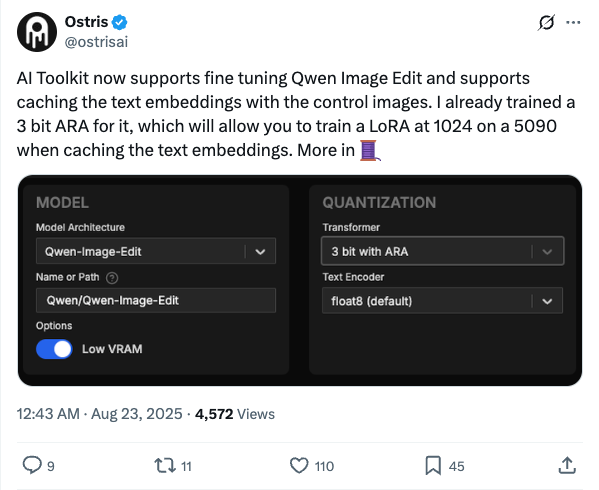 Ostris
@ostrisai
AI Toolkit now supports fine tuning Qwen Image Edit and supports
caching the text embeddings with the control images. I already trained a
3 bit ARA for it, which will allow you to train a LoRA at 1024 on a 5090
when caching the text embeddings. More in 🧵
MODEL
Model Architecture
Qwen-Image-Edit
Name or Path ?
Qwen/Qwen-Image-Edit
Options
Low VRAM
QUANTIZATION
Transformer
3 bit with ARA
Text Encoder
float8 (default)
12:43 AM · Aug 23, 2025 · 4,572 Views
9 11 110 45